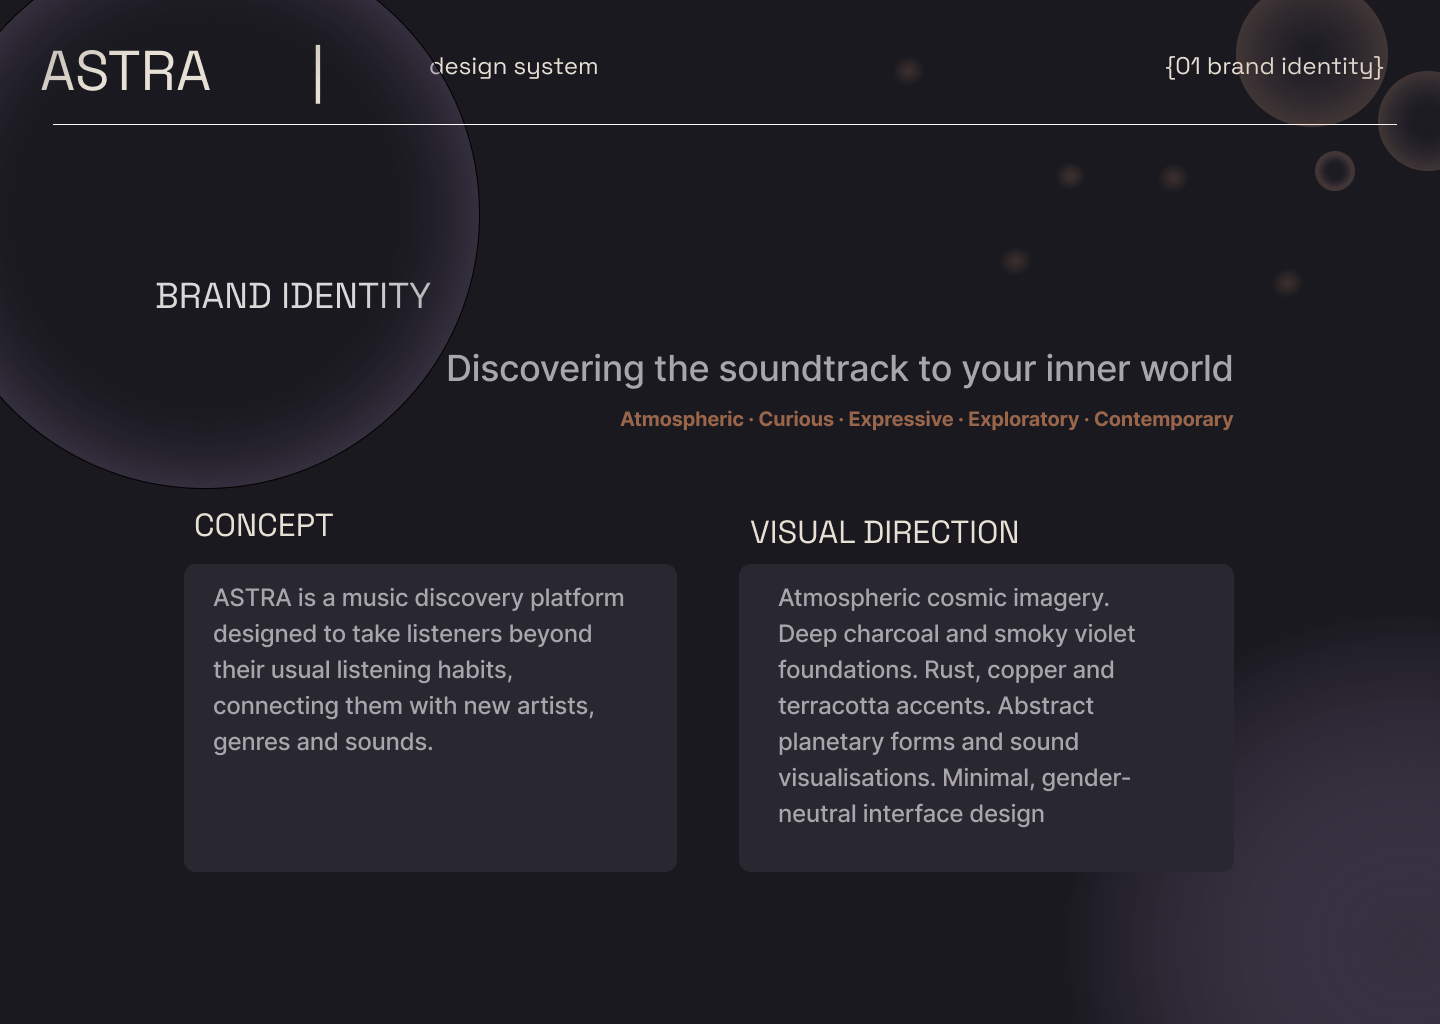 ASTRA | design system {01 brand identity}
BRAND IDENTITY
Discovering the soundtrack to your inner world
Atmospheric · Curious · Expressive · Exploratory · Contemporary
CONCEPT
ASTRA is a music discovery platform
designed to take listeners beyond
their usual listening habits,
connecting them with new artists,
genres and sounds.
VISUAL DIRECTION
Atmospheric cosmic imagery.
Deep charcoal and smoky violet
foundations. Rust, copper and
terracotta accents. Abstract
planetary forms and sound
visualisations. Minimal, gender-
neutral interface design